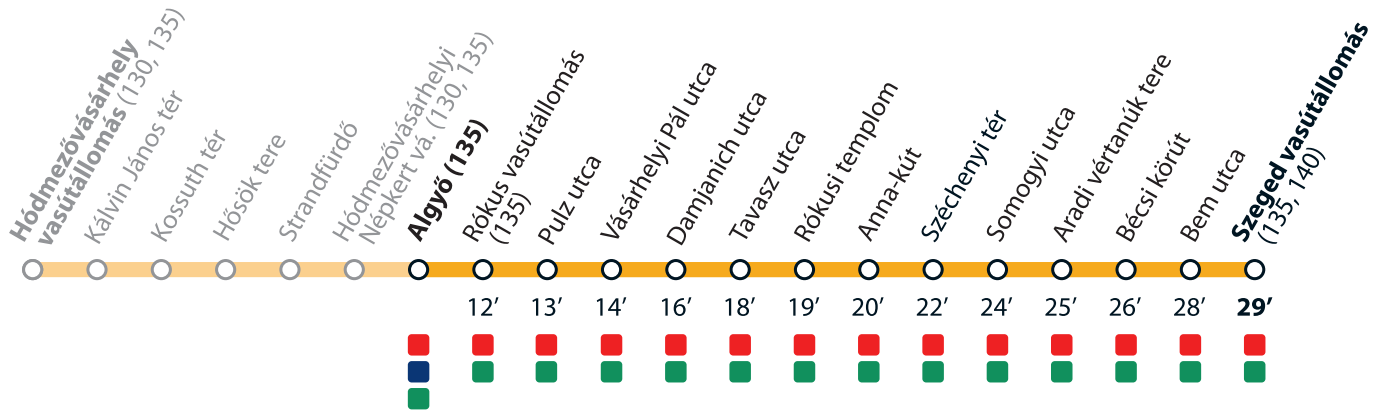 Hódmezővásárhely
vasútállomás (130, 135)
Kálvin János tér
Kossuth tér
Hősök tere
Strandfürdő
Hódmezővásárhelyi
Népkert vá. (130, 135)
Algyő (135)
Rókus vasútállomás
(135)
Pulz utca
Vásárhelyi Pál utca
Damjanich utca
Tavasz utca
Rókusi templom
Anna-kút
Széchenyi tér
Somogyi utca
Aradi vértanúk tere
Bécsi körút
Bem utca
Szeged vasútállomás
(135, 140)
12′ 13′ 14′ 16′ 18′ 19′ 20′ 22′ 24′ 25′ 26′ 28′ 29′